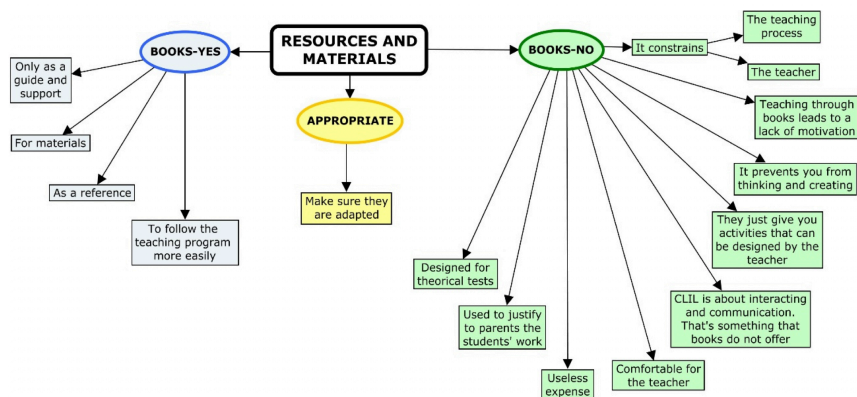 RESOURCES AND
MATERIALS
BOOKS-YES
Only as a
guide and
support
For materials
As a reference
To follow the
teaching program
more easily
APPROPRIATE
Make sure they
are adapted
BOOKS-NO
It constrains
The teaching
process
The teacher
Teaching through
books leads to a
lack of motivation
It prevents you from
thinking and creating
They just give you
activities that can
be designed by the
teacher
CLIL is about interacting
and communication.
That's something that
books do not offer
Comfortable for
the teacher
Useless
expense
Used to justify
to parents the
students' work
Designed for
theorical tests